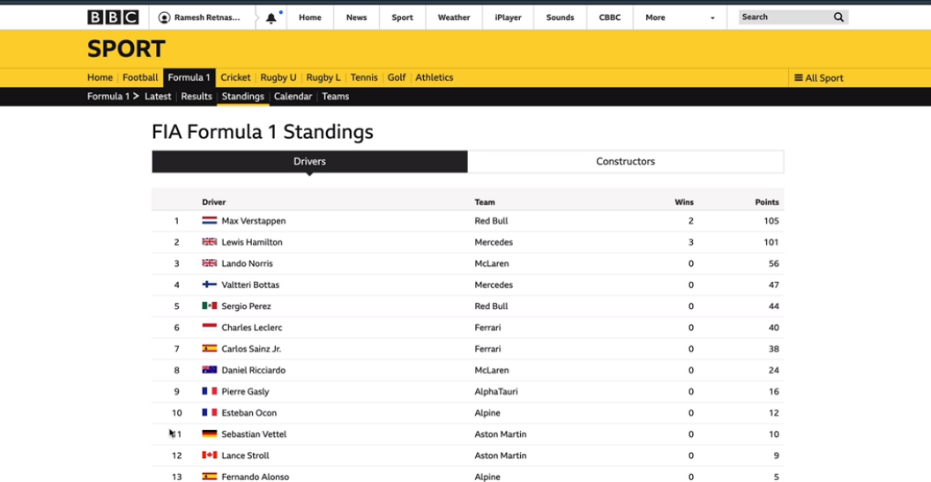 BBC Ramesh Retnas... Home News Sport Weather iPlayer Sounds CBBC More Search
SPORT
Home Football Formula 1 Cricket Rugby U Rugby L Tennis Golf Athletics All Sport
Formula 1 Latest Results Standings Calendar Teams
FIA Formula 1 Standings
Drivers Constructors
Driver Team Wins Points
1 Max Verstappen Red Bull 2 105
2 Lewis Hamilton Mercedes 3 101
3 Lando Norris McLaren 0 56
4 Valtteri Bottas Mercedes 0 47
5 Sergio Perez Red Bull 0 44
6 Charles Leclerc Ferrari 0 40
7 Carlos Sainz Jr. Ferrari 0 38
8 Daniel Ricciardo McLaren 0 24
9 Pierre Gasly AlphaTauri 0 16
10 Esteban Ocon Alpine 0 12
11 Sebastian Vettel Aston Martin 0 10
12 Lance Stroll Aston Martin 0 9
13 Fernando Alonso Alpine 0 5